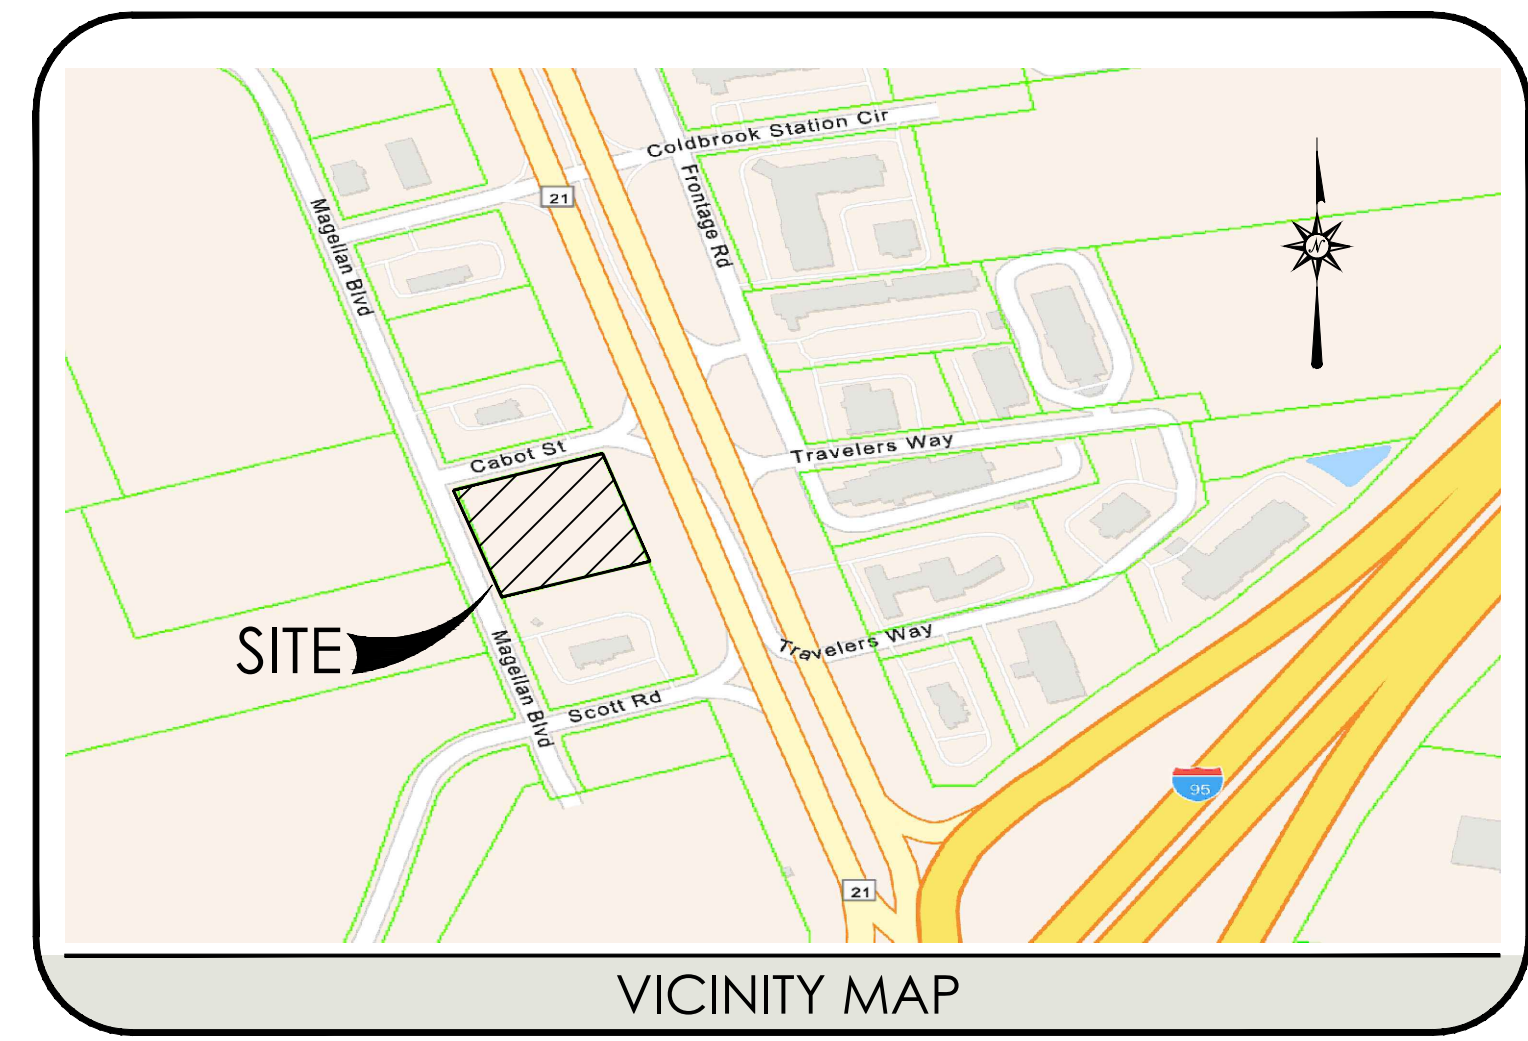 Coldbrook Station Cir
21
Frontage Rd
Magellan Blvd
N
Cabot St
Travelers Way
SITE
Magellan Blvd
Travelers Way
Scott Rd
95
21
VICINITY MAP